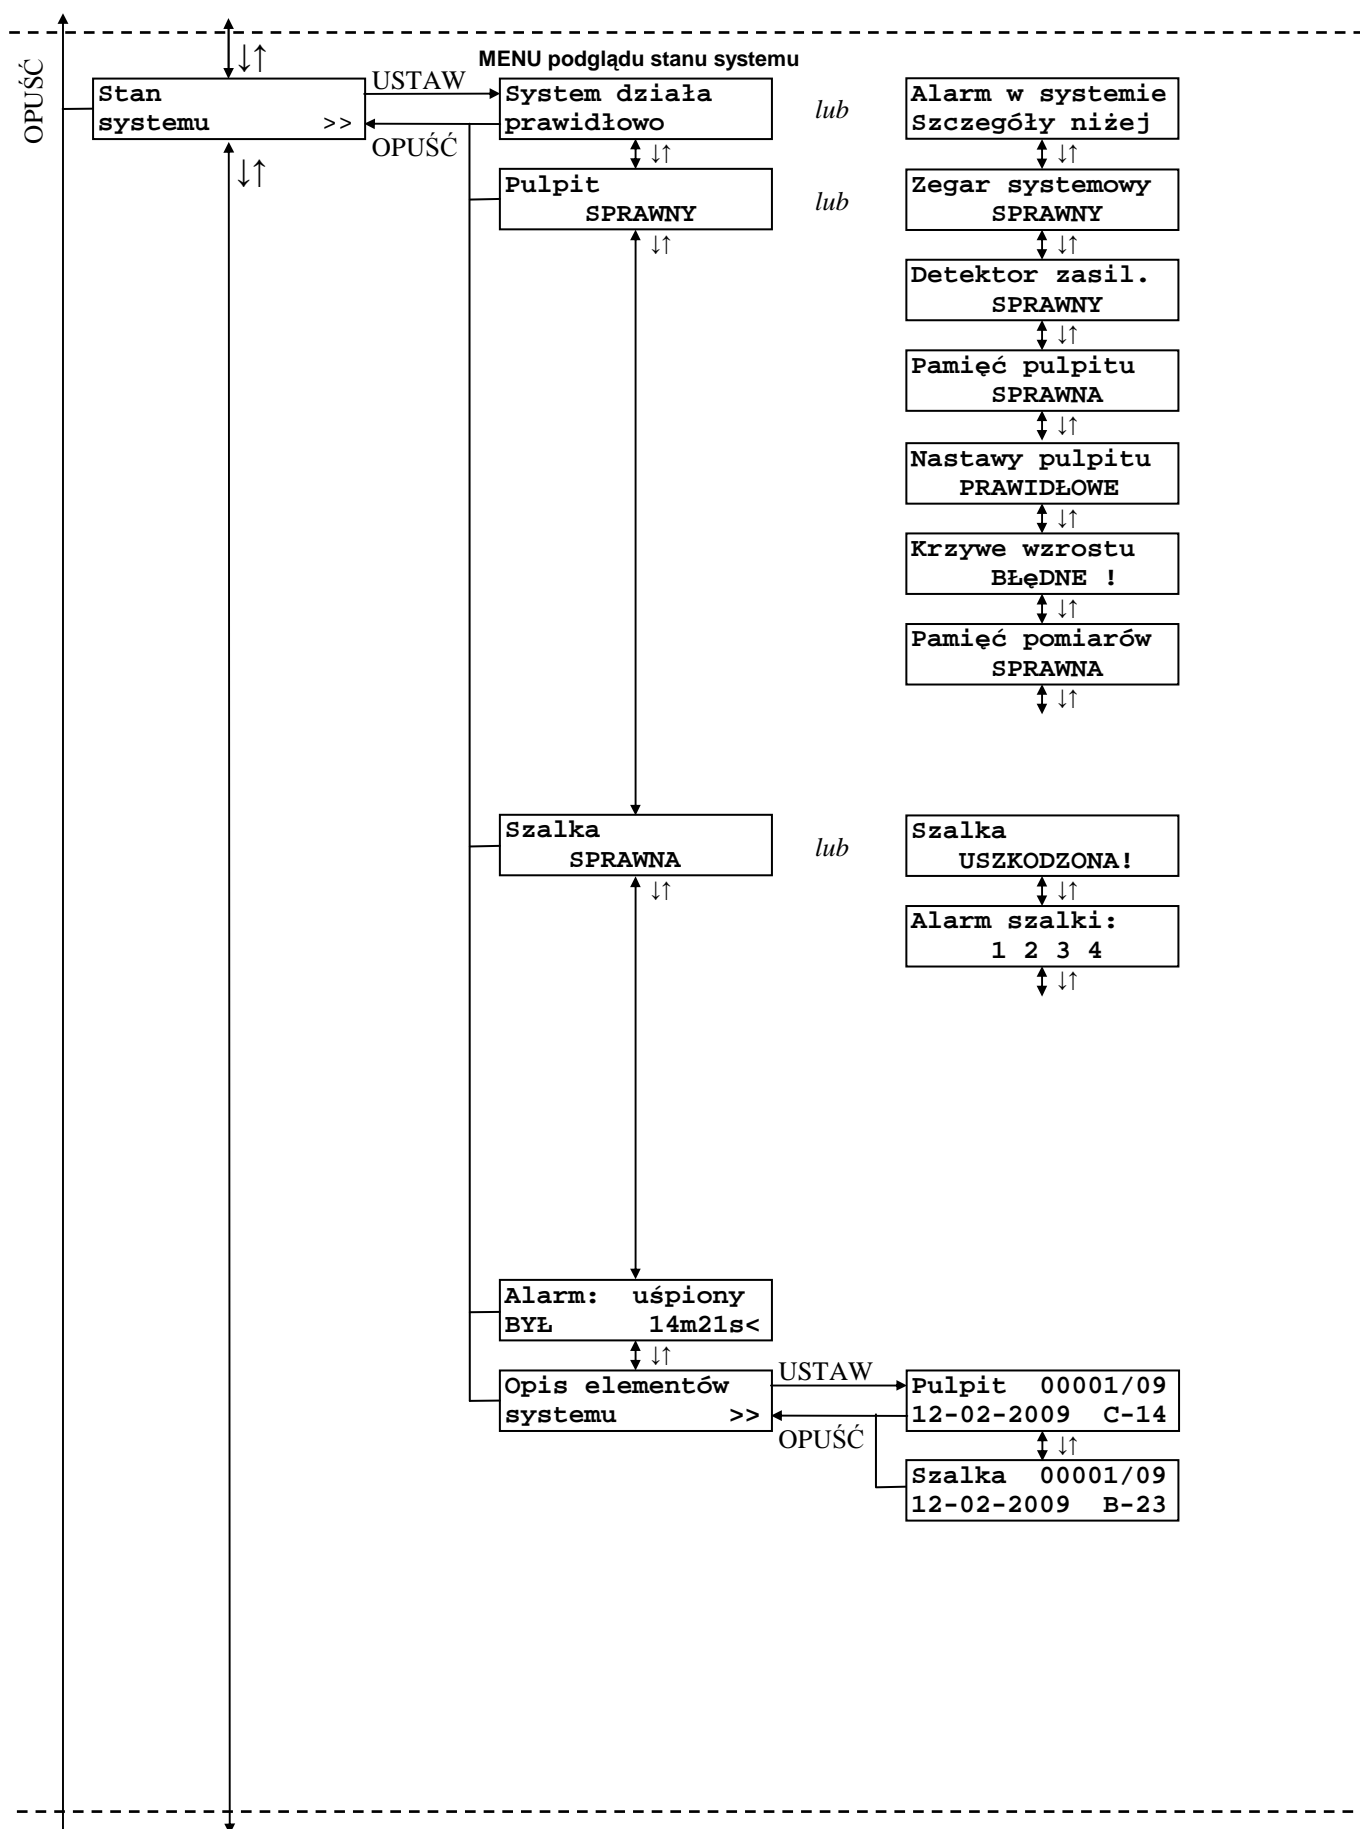 OPUŚĆ
↓↑
MENU podglądu stanu systemu
Stan
systemu >>
↓↑
USTAW
OPUŚĆ
System działa
prawidłowo
lub
Alarm w systemie
Szczegóły niżej
↓↑
↓↑
Pulpit
SPRAWNY
lub
Zegar systemowy
SPRAWNY
↓↑
↓↑
Detektor zasil.
SPRAWNY
↓↑
Pamięć pulpitu
SPRAWNA
↓↑
Nastawy pulpitu
PRAWIDŁOWE
↓↑
Krzywe wzrostu
BŁęDNE !
↓↑
Pamięć pomiarów
SPRAWNA
↓↑
Szalka
SPRAWNA
lub
Szalka
USZKODZONA!
↓↑
↓↑
Alarm szalki:
1 2 3 4
↓↑
Alarm: uśpiony
BYŁ 14m21s<
↓↑
Opis elementów
systemu >>
USTAW
OPUŚĆ
Pulpit 00001/09
12-02-2009 C-14
↓↑
Szalka 00001/09
12-02-2009 B-23